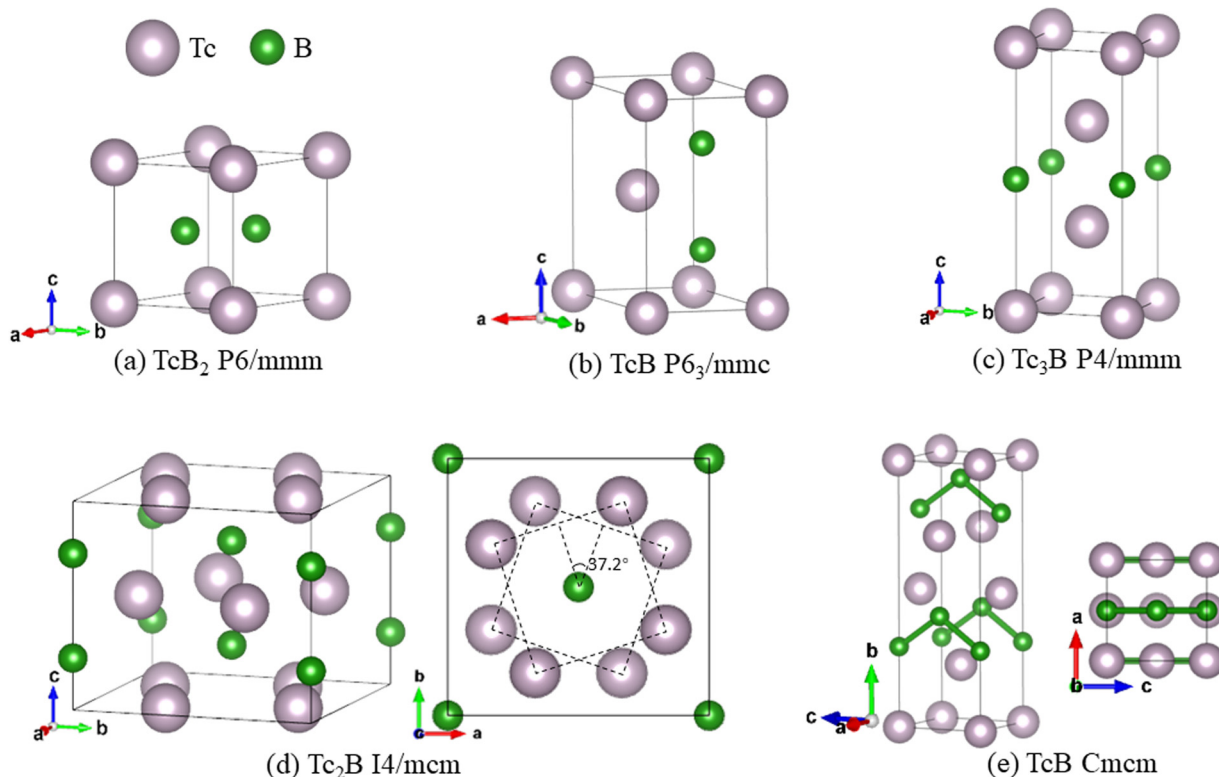 Tc B
c
a b
(a) TcB₂ P6/mmm
c
a b
(b) TcB P6₃/mmc
c
a b
(c) Tc₃B P4/mmm
c
a b
37.2°
b
c a
(d) Tc₂B I4/mcm
b
c
a
a
b c
(e) TcB Cmcm